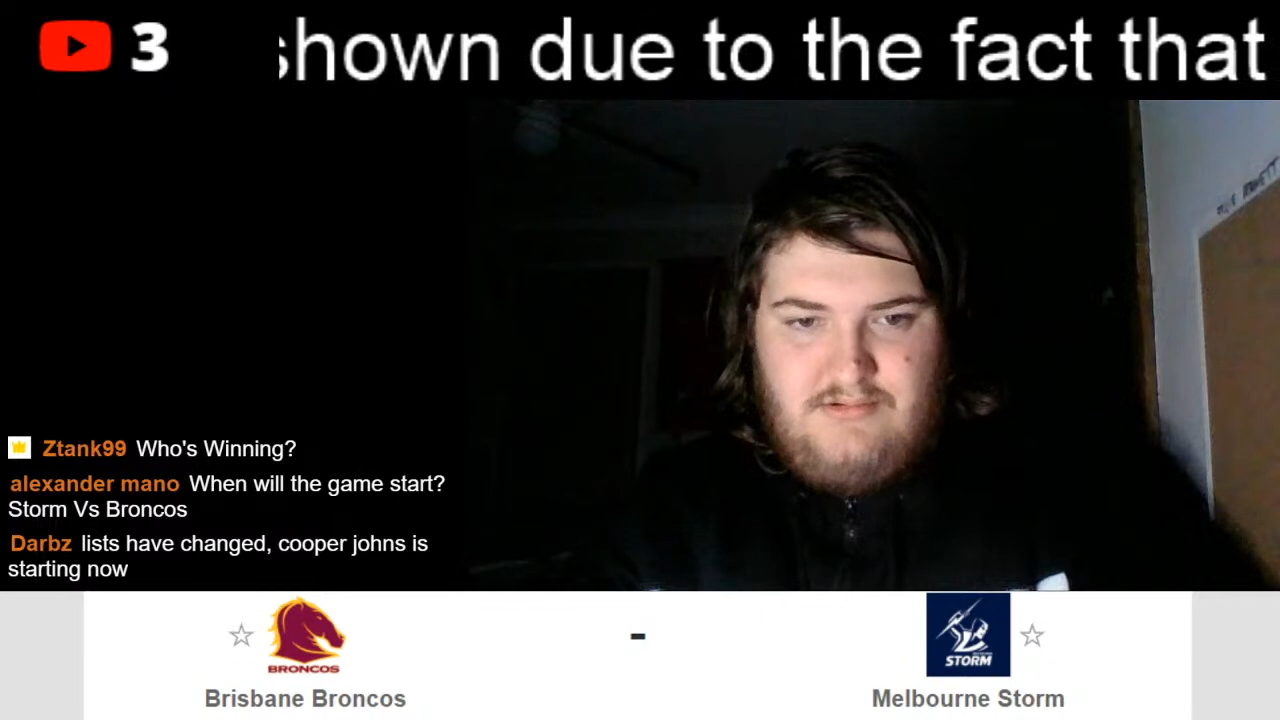 3
shown due to the fact that
Ztank99 Who's Winning?
alexander mano When will the game start?
Storm Vs Broncos
Darbz lists have changed, cooper johns is
starting now
BRONCOS
-
STORM
Brisbane Broncos
Melbourne Storm